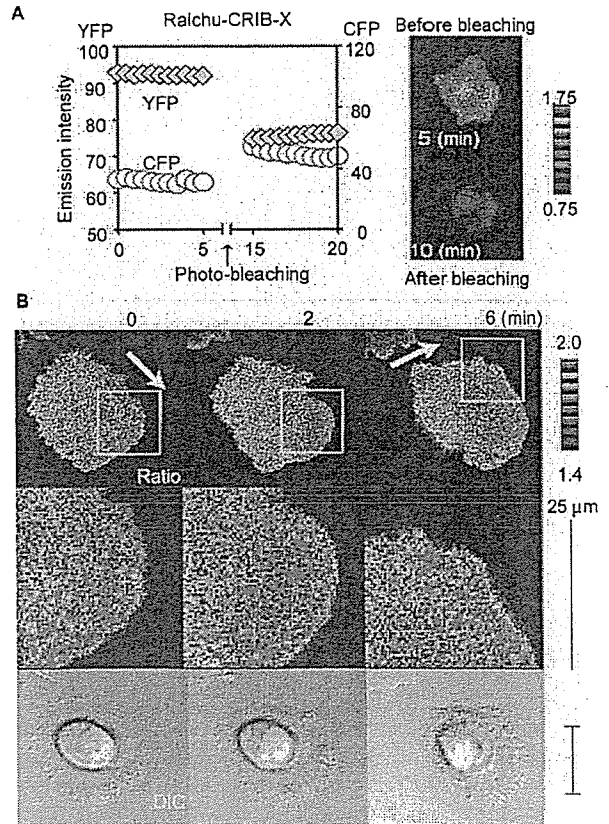 A
Raichu-CRIB-X
YFP
CFP
Before bleaching
100
90
80
70
60
50
Emission intensity
YFP
CFP
120
80
40
0
0
5
15
20
Photo-bleaching
5 (min)
10 (min)
After bleaching
1.75
0.75
B
0
2
6 (min)
Ratio
2.0
1.4
25 µm
DIC